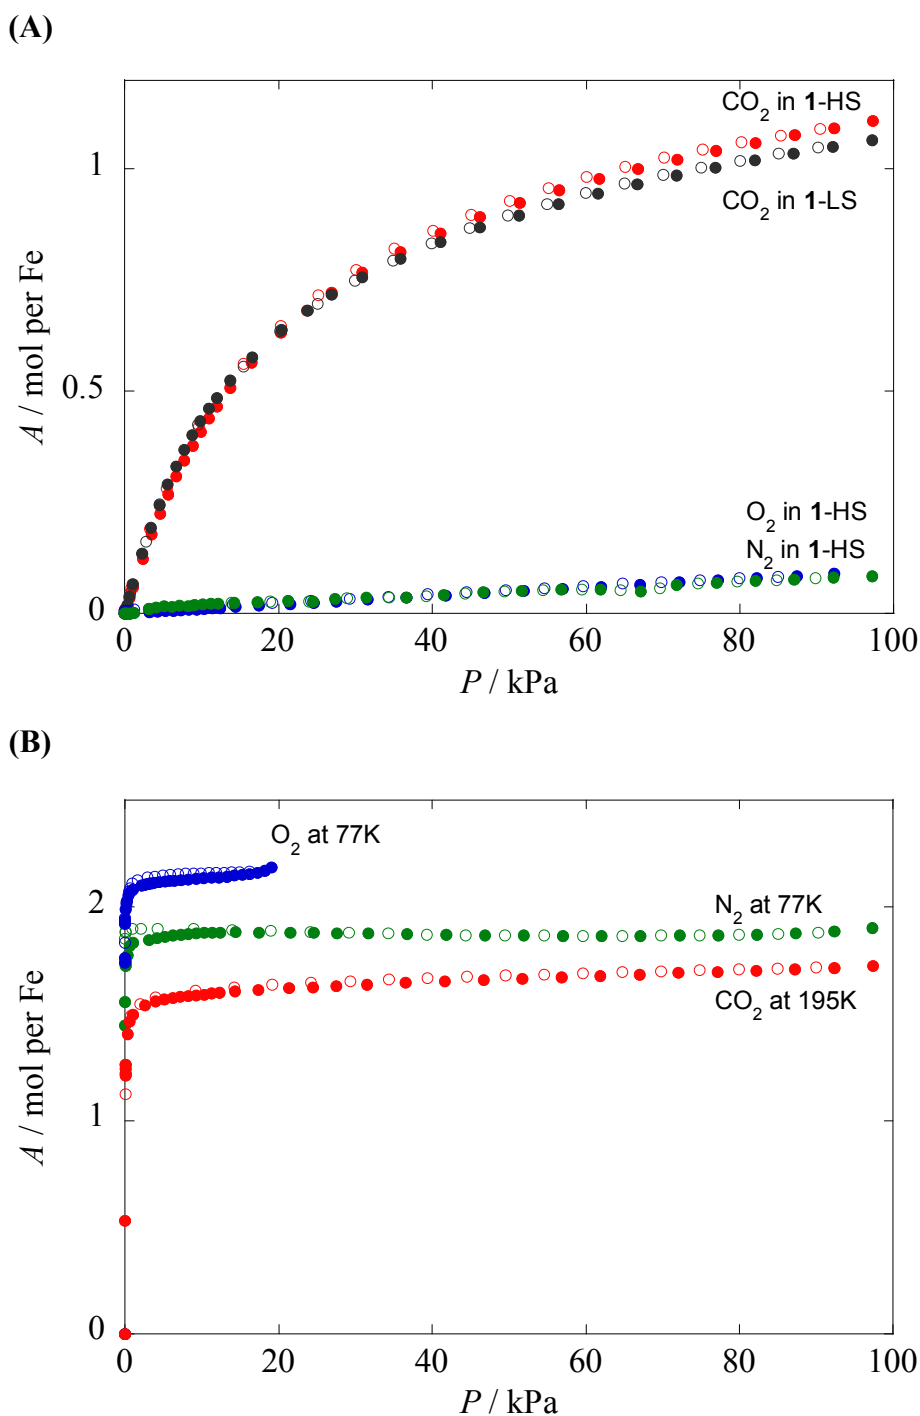 (A)
CO2 in 1-HS
1
CO2 in 1-LS
A / mol per Fe
0.5
O2 in 1-HS
N2 in 1-HS
0
0 20 40 60 80 100
P / kPa
(B)
O2 at 77K
2
N2 at 77K
CO2 at 195K
A / mol per Fe
1
0
0 20 40 60 80 100
P / kPa